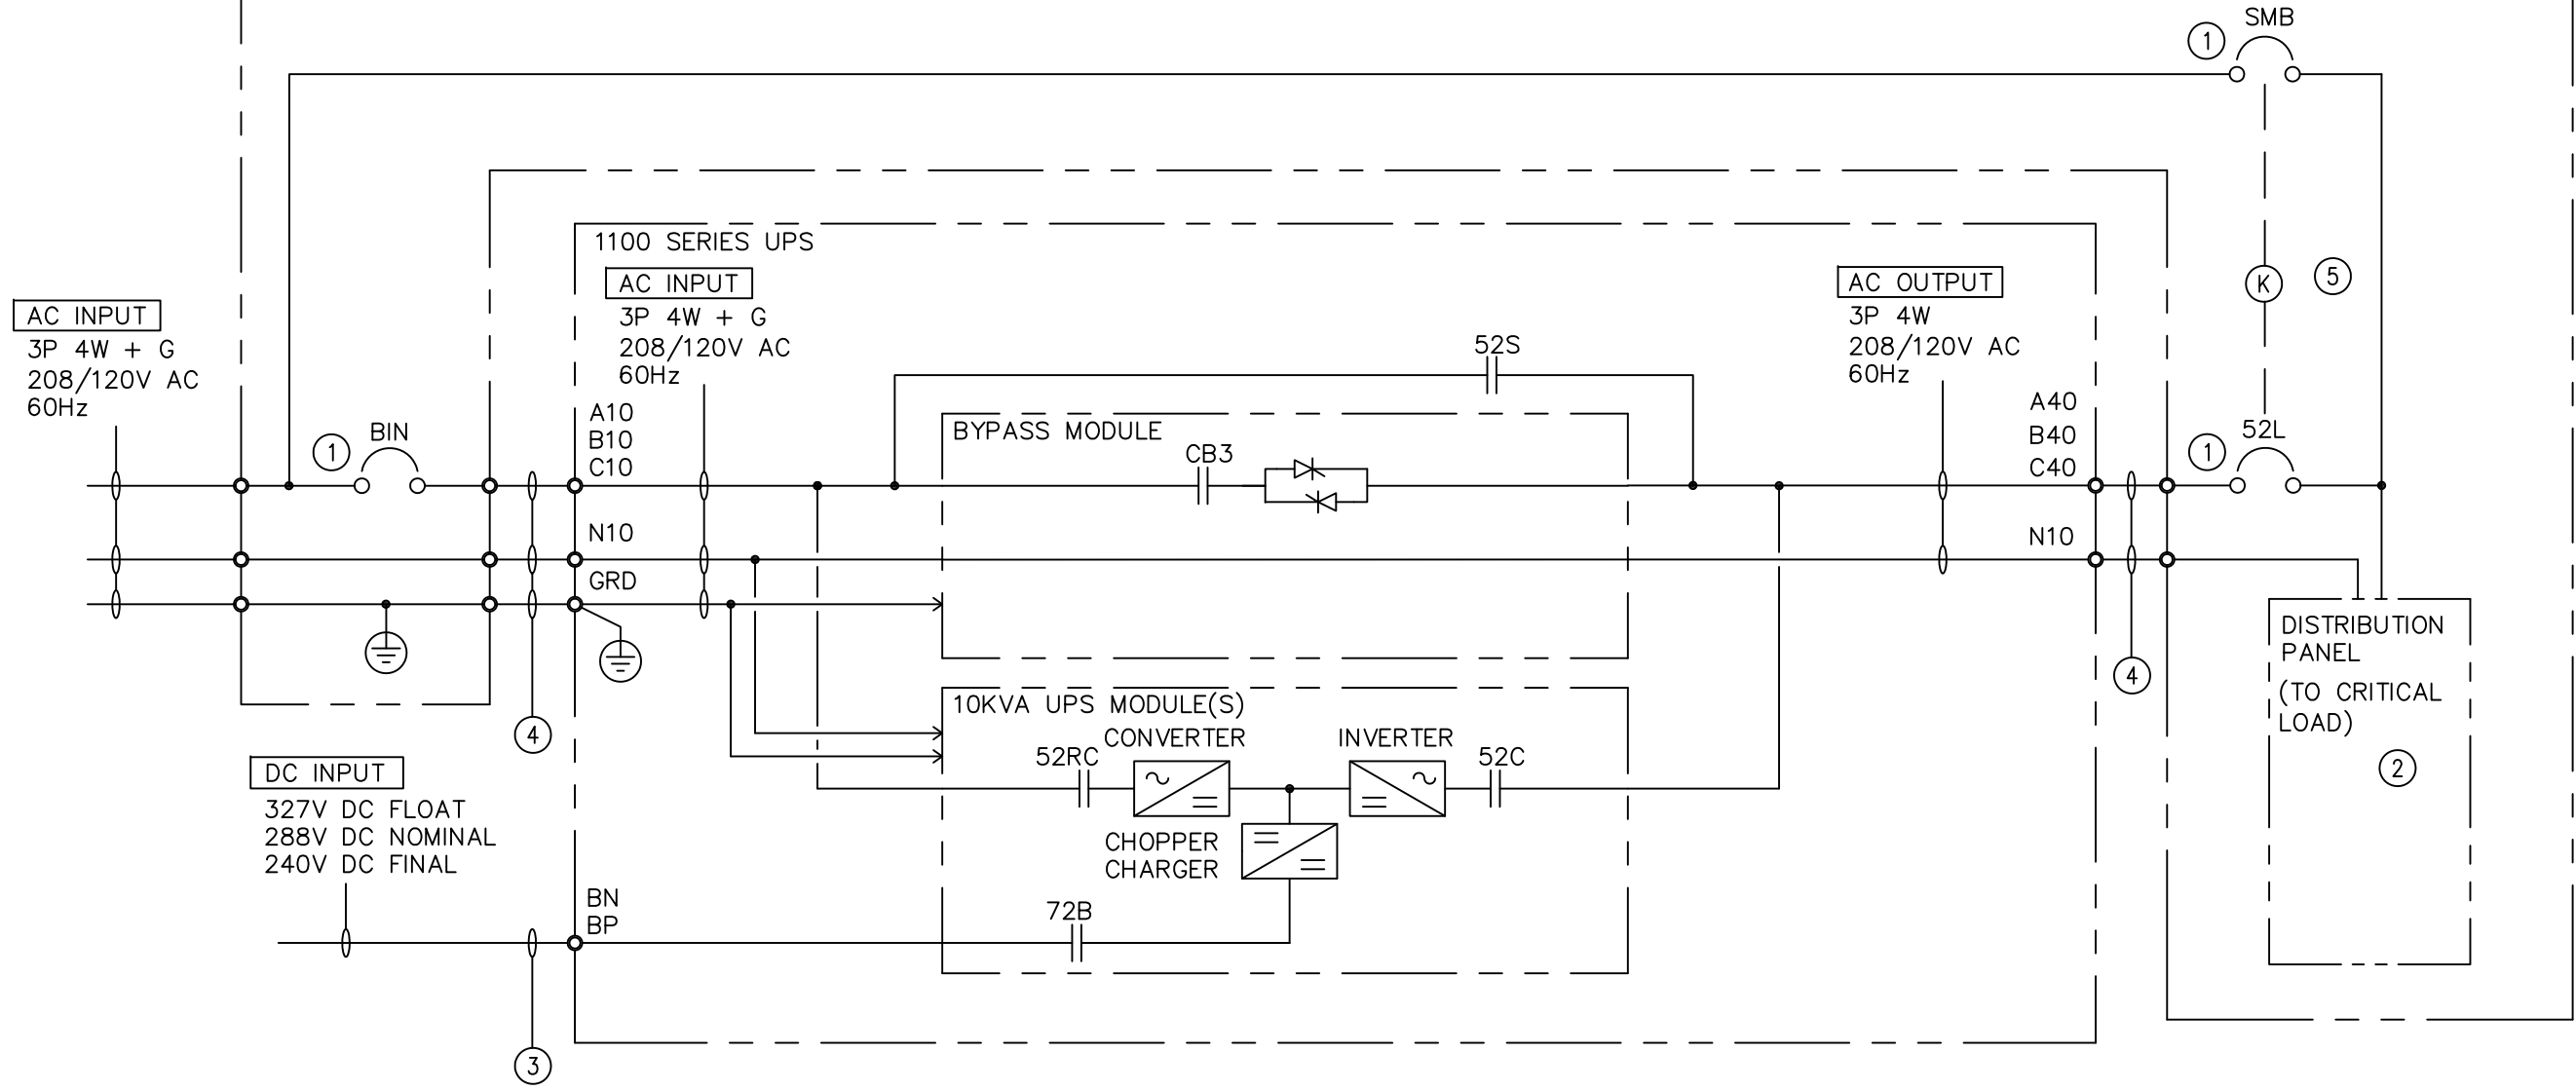 SMB
1
1100 SERIES UPS
AC INPUT
3P 4W + G
208/120V AC
60Hz
AC INPUT
3P 4W + G
208/120V AC
60Hz
AC OUTPUT
3P 4W
208/120V AC
60Hz
K
5
52S
A10
B10
C10
A40
B40
C40
1
BIN
BYPASS MODULE
CB3
1
52L
N10
N10
GRD
DISTRIBUTION
PANEL
(TO CRITICAL
LOAD)
2
4
4
10KVA UPS MODULE(S)
CONVERTER
INVERTER
52RC
52C
DC INPUT
327V DC FLOAT
288V DC NOMINAL
240V DC FINAL
CHOPPER
CHARGER
BN
BP
72B
3